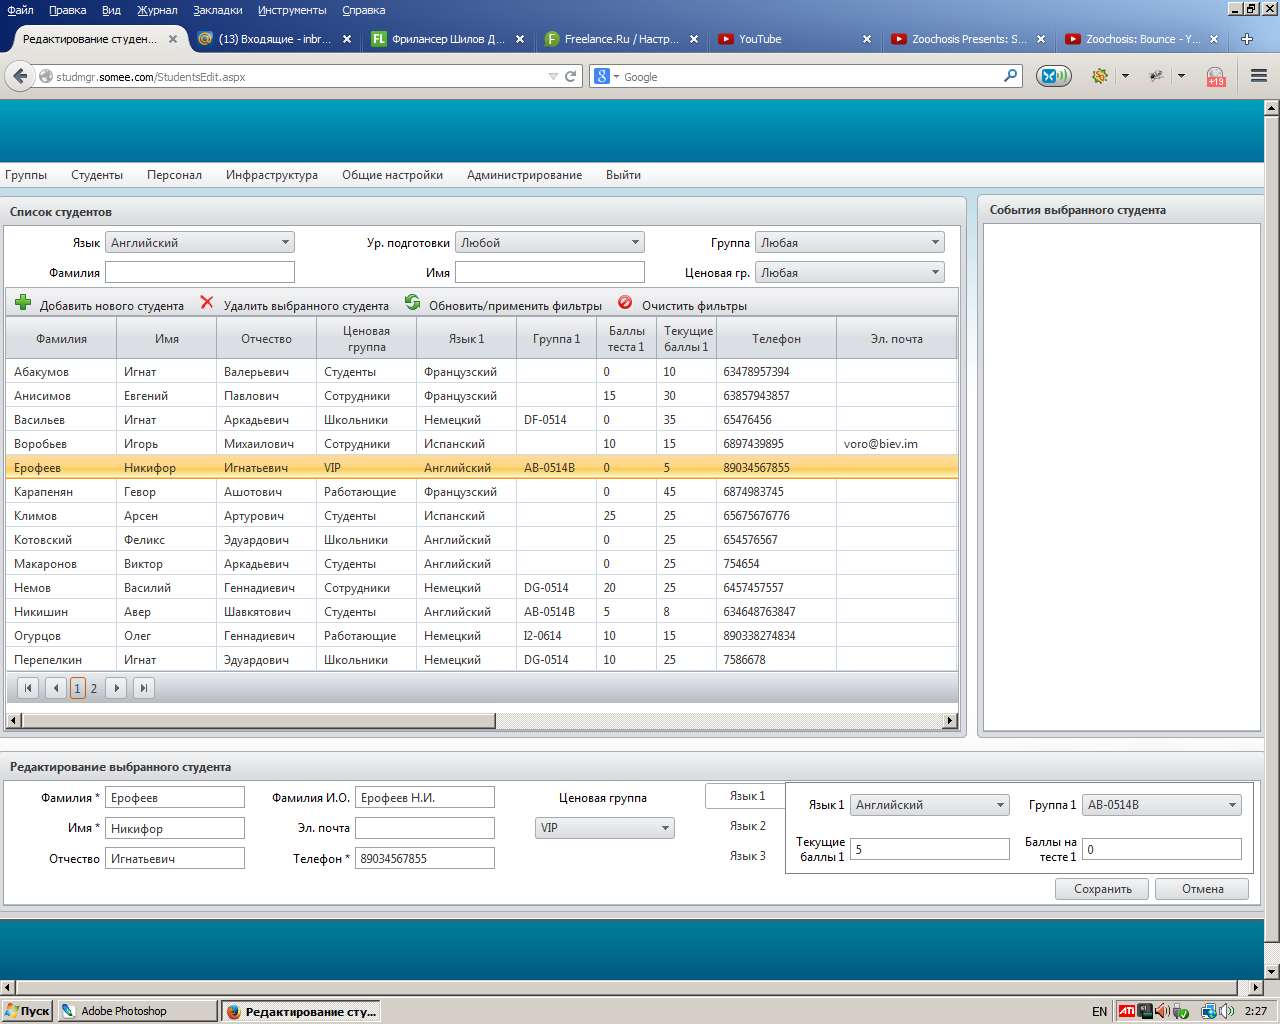 Файл Правка Вид Журнал Закладки Инструменты Справка
Редактирование студен... (13) Входящие - inbr... Фрилансер Шилов Д... Freelance.Ru / Настр... YouTube Zoochosis Presents: S... Zoochosis: Bounce - Y...
studmgr.somee.com/StudentsEdit.aspx Google +19
Группы Студенты Персонал Инфраструктура Общие настройки Администрирование Выйти
Список студентов
События выбранного студента
Язык Английский Ур. подготовки Любой Группа Любая
Фамилия Имя Ценовая гр. Любая
Добавить нового студента Удалить выбранного студента Обновить/применить фильтры Очистить фильтры
Фамилия Имя Отчество Ценовая группа Язык 1 Группа 1 Баллы теста 1 Текущие баллы 1 Телефон Эл. почта
Абакумов Игнат Валерьевич Студенты Французский 0 10 63478957394
Анисимов Евгений Павлович Сотрудники Французский 15 30 63857943857
Васильев Игнат Аркадьевич Школьники Немецкий DF-0514 0 35 65476456
Воробьев Игорь Михаилович Сотрудники Испанский 10 15 6897439895 voro@biev.im
Ерофеев Никифор Игнатьевич VIP Английский AB-0514B 0 5 89034567855
Карапенян Гевор Ашотович Работающие Французский 0 45 6874983745
Климов Арсен Артурович Студенты Испанский 25 25 65675676776
Котовский Феликс Эдуардович Школьники Английский 0 25 654576567
Макаронов Виктор Аркадьевич Студенты Английский 0 25 754654
Немов Василий Геннадиевич Сотрудники Немецкий DG-0514 20 25 6457457557
Никишин Авер Шавкятович Студенты Английский AB-0514B 5 8 634648763847
Огурцов Олег Геннадиевич Работающие Немецкий I2-0614 10 15 890338274834
Перепелкин Игнат Эдуардович Школьники Немецкий DG-0514 10 25 7586678
1 2
Редактирование выбранного студента
Фамилия * Ерофеев Фамилия И.О. Ерофеев Н.И. Ценовая группа Язык 1 Язык 1 Английский Группа 1 AB-0514B
Имя * Никифор Эл. почта VIP Язык 2
Отчество Игнатьевич Телефон * 89034567855 Язык 3 Текущие баллы 1 5 Баллы на тесте 1 0
Сохранить Отмена
Пуск Adobe Photoshop Редактирование сту... EN ATI 2:27